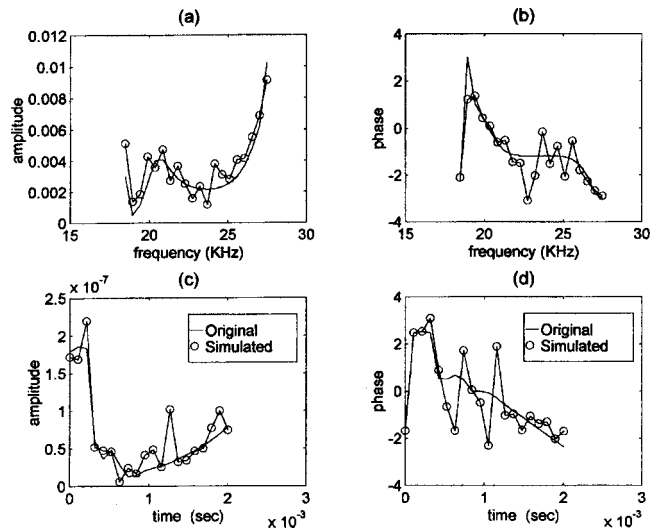 (a)
0.012
0.01
0.008
0.006
0.004
0.002
0
amplitude
15 20 25 30
frequency (KHz)
(b)
4
2
0
-2
-4
phase
15 20 25 30
frequency (KHz)
(c)
x 10^-7
2.5
2
1.5
1
0.5
0
amplitude
Original
Simulated
0 1 2 3
time (sec)
x 10^-3
(d)
4
2
0
-2
-4
phase
Original
Simulated
0 1 2 3
time (sec)
x 10^-3